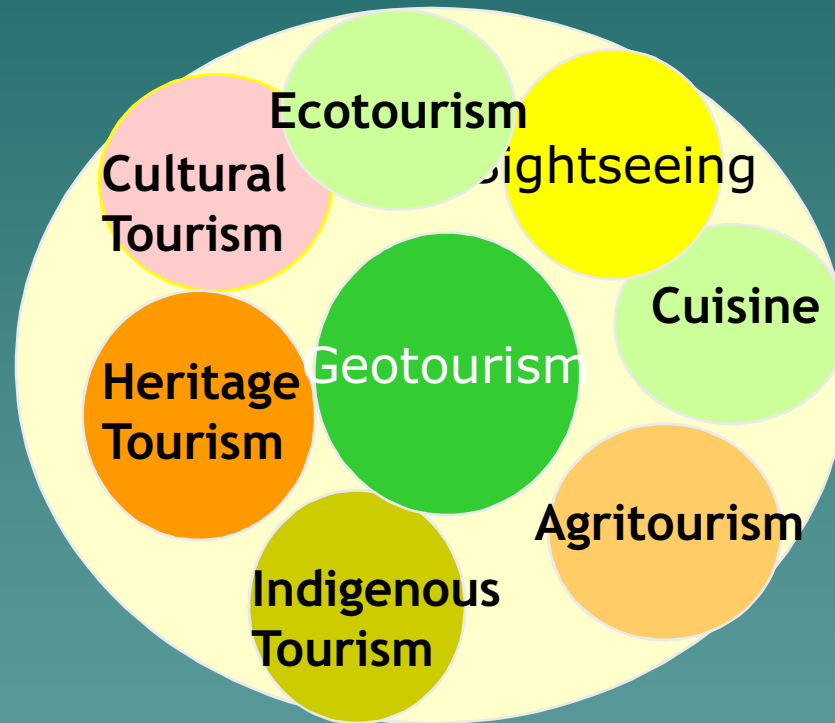 Ecotourism
Sightseeing
Cultural
Tourism
Cuisine
Geotourism
Heritage
Tourism
Agritourism
Indigenous
Tourism